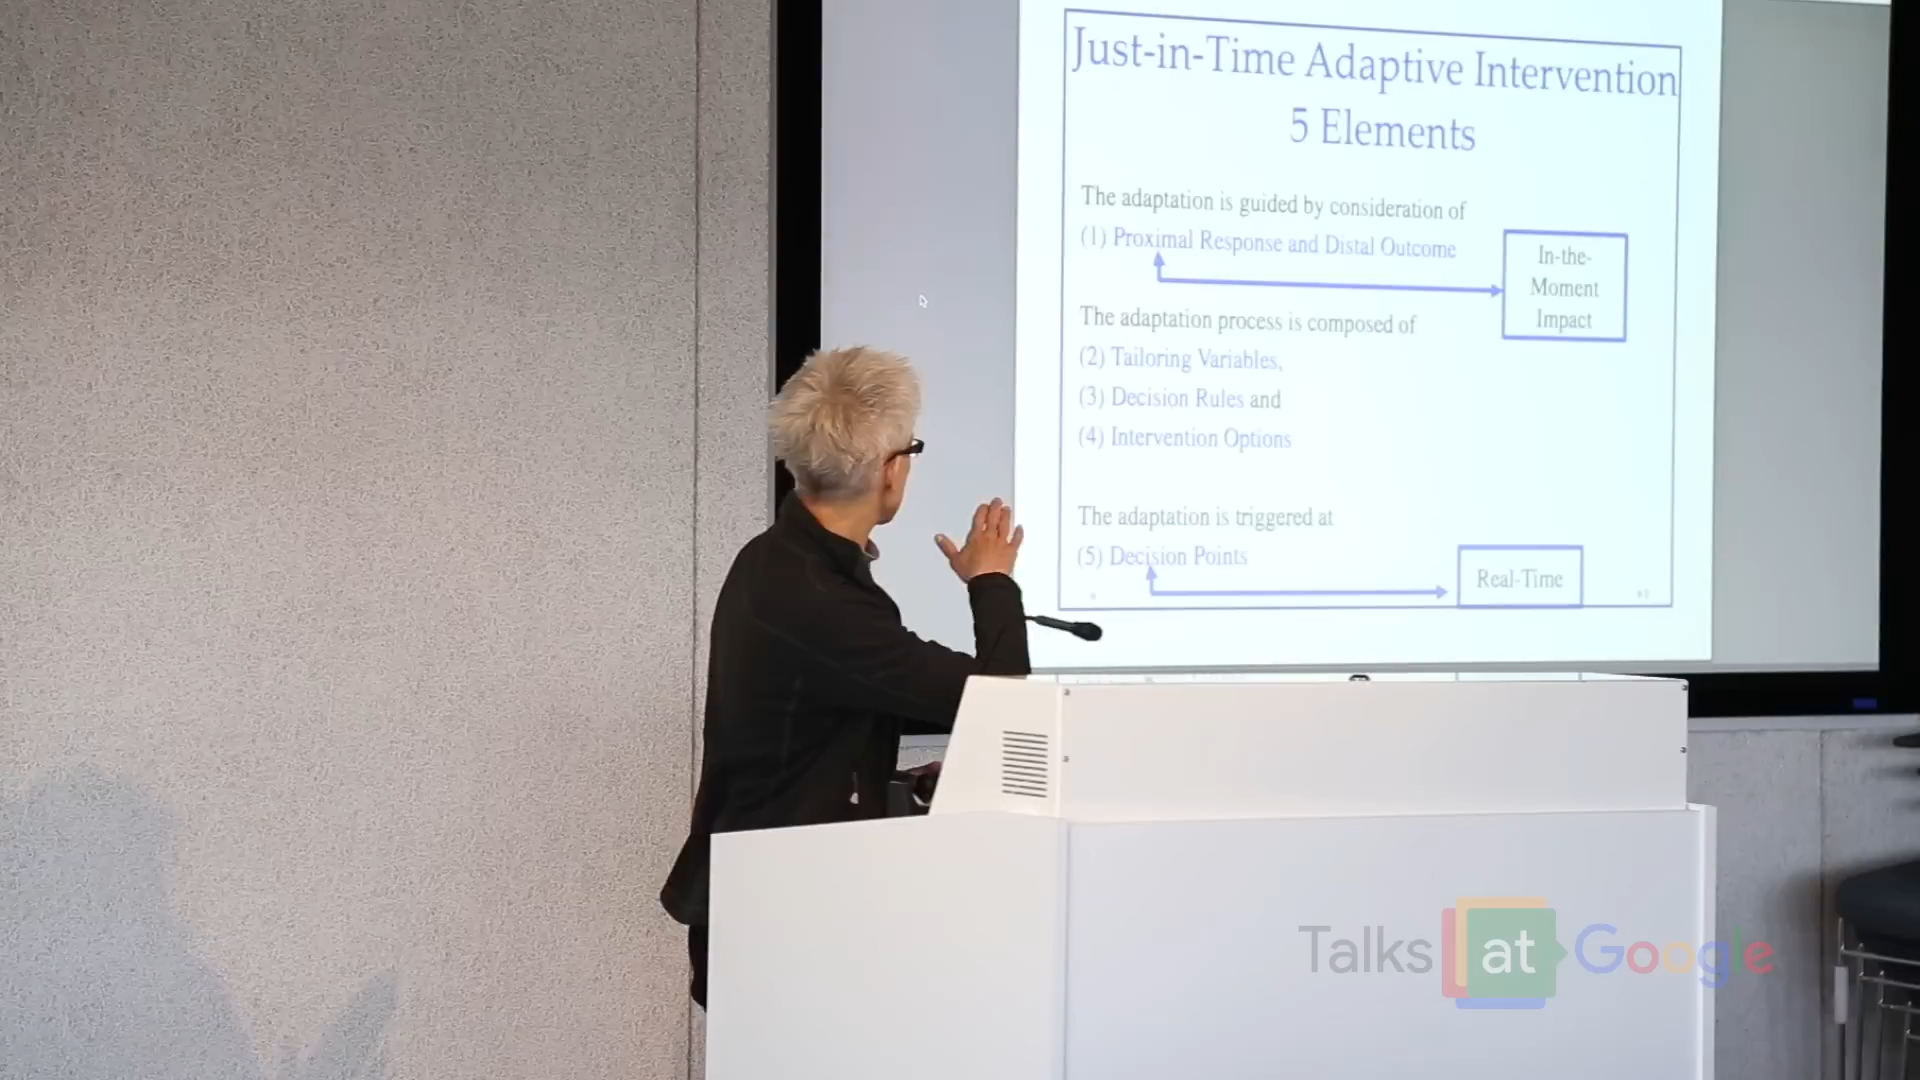 Just-in-Time Adaptive Intervention
5 Elements
The adaptation is guided by consideration of
(1) Proximal Response and Distal Outcome
In-the-
Moment
Impact
The adaptation process is composed of
(2) Tailoring Variables,
(3) Decision Rules and
(4) Intervention Options
The adaptation is triggered at
(5) Decision Points
Real-Time
Talks at Google